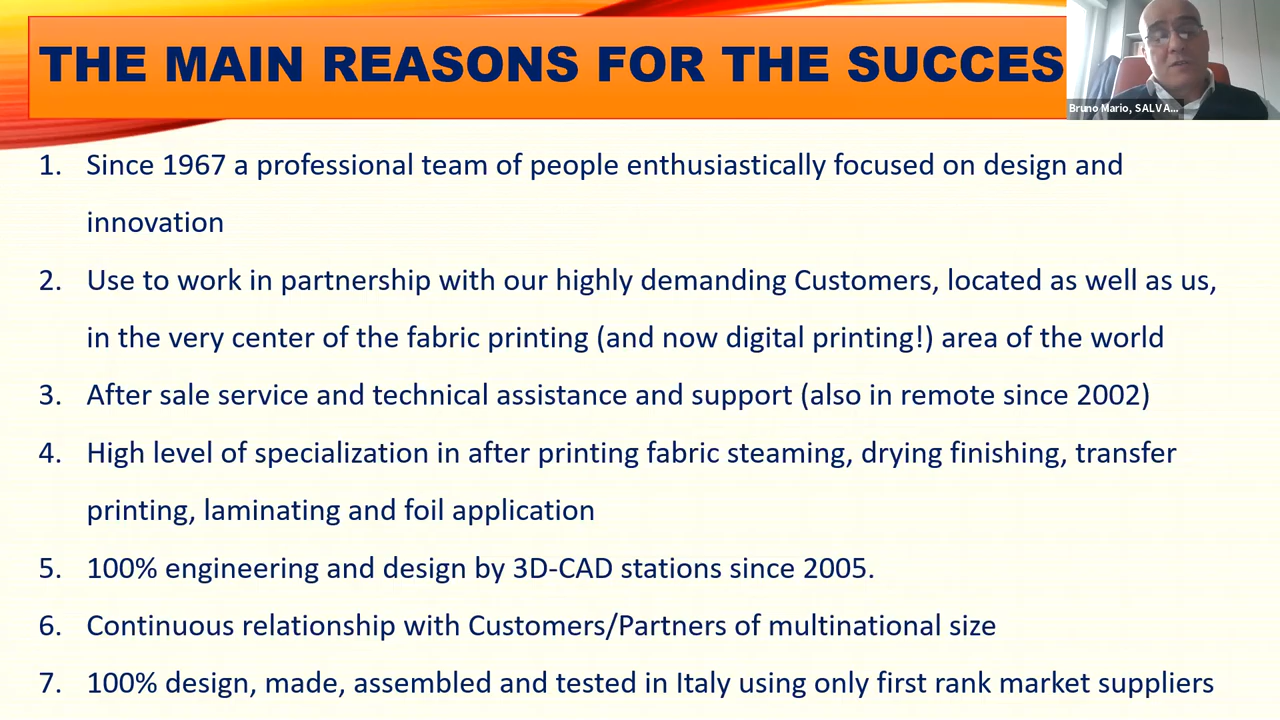 THE MAIN REASONS FOR THE SUCCES
Bruno Mario, SALVA...
1. Since 1967 a professional team of people enthusiastically focused on design and
innovation
2. Use to work in partnership with our highly demanding Customers, located as well as us,
in the very center of the fabric printing (and now digital printing!) area of the world
3. After sale service and technical assistance and support (also in remote since 2002)
4. High level of specialization in after printing fabric steaming, drying finishing, transfer
printing, laminating and foil application
5. 100% engineering and design by 3D-CAD stations since 2005.
6. Continuous relationship with Customers/Partners of multinational size
7. 100% design, made, assembled and tested in Italy using only first rank market suppliers